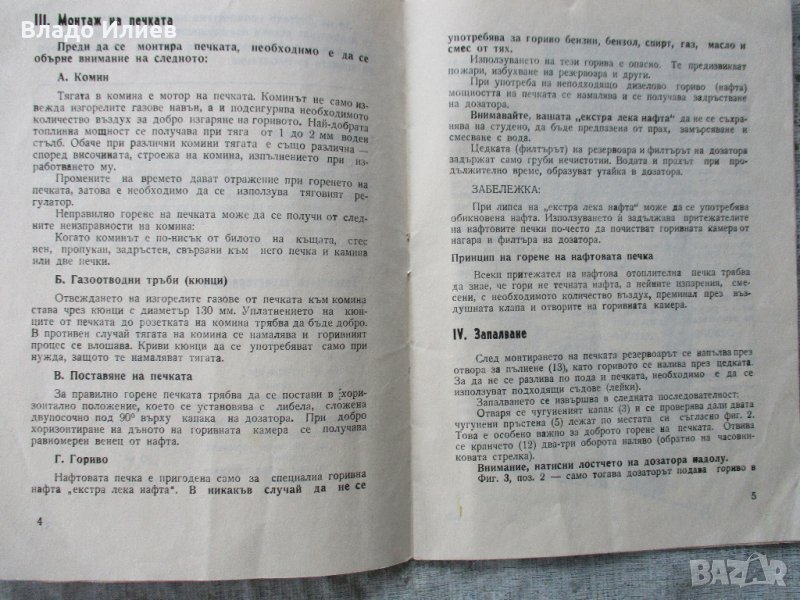 Владо Илиев
III. Монтаж на печката
Преди да се монтира печката, необходимо е да се
обърне внимание на следното:
А. Комин
Тягата в комина е мотор на печката. Коминът не само из-
вежда изгорелите газове навън, а и подсигурява необходимото
количество въздух за добро изгаряне на горивото. Най-добрата
топлинна мощност се получава при тяга от 1 до 2 мм воден
стълб. Обаче при различни комини тягата е също различна —
според височината, строежа на комина, изпълнението при из-
работването му.
Промените на времето дават отражение при горенето на
печката, затова е необходимо да се използува тяговият ре-
гулатор.
Неправилно горене на печката може да се получи от след-
ните неизправности на комина:
Когато коминът е по-нисък от билото на къщата, стес
нен, пропукан, задръстен, свързани към него печка и камина
или две печки.
Б. Газоотводни тръби (кюнци)
Отвеждането на изгорелите газове от печката към комина
става чрез кюнци с диаметър 130 мм. Уплатнението на кюн-
ците от печката до розетката на комина трябва да бъде добро.
В противен случай тягата на комина се намалява и горивният
процес се влошава. Криви кюнци да се употребяват само при
нужда, защото те намаляват тягата.
В. Поставяне на печката
За правилно горене печката трябва да се постави в хори-
зонтално положение, което се установява с либела, сложена
двупосочно под 90° върху капака на дозатора. При добро
хоризонтиране на дъното на горивната камера се получава
равномерен венец от нафта.
Г. Гориво
Нафтовата печка е пригодена само за специална горивна
нафта „екстра лека нафта“. В никакъв случай да не се
4
употребява за гориво бензин, бензол, спирт, газ, масло и
смес от тях.
Използуването на тези горива е опасно. Те предизвикват
пожари, избухване на резервоара и други.
При употреба на неподходящо дизелово гориво (нафта)
мощността на печката се намалява и се получава задръстване
на дозатора.
Внимавайте, вашата „екстра лека нафта“ да не се съхра-
нява на студено, да бъде предпазена от прах, замърсяване и
смесване с вода.
Цедката (филтърът) на резервоара и филтърът на дозатора
задържат само груби нечистотии. Водата и прахът при про-
дължително време, образуват утайка в дозатора.
ЗАБЕЛЕЖКА:
При липса на „екстра лека нафта“ може да се употребява
обикновена нафта. Използуването ѝ задължава притежателите
на нафтовите печки по-често да почистят горивната камера от
нагара и филтъра на дозатора.
Принцип на горене на нафтовата печка
Всеки притежател на нафтова отоплителна печка трябва
да знае, че гори не течната нафта, а нейните изпарения, сме-
сени, с необходимото количество въздух, преминал през въз-
душната клапа и отворите на горивната камера.
IV. Запалване
След монтирането на печката резервоарът се напълва през
отвора за пълнене (13), като горивото се налива през цедката.
За да не се разлива по пода и печката, необходимо е да се
използуват подходящи съдове (лейки).
Запалването се извършва в следната последователност:
Отваря се чугуненият капак (3) и се проверява дали двата
чугунени пръстена (5) лежат по местата си съгласно фиг. 2.
Това е особено важно за доброто горене на печката. Отвива
се кранчето (12) два-три оборота наляво (обратно на часовни-
ковата стрелка).
Внимание, натисни лостчето на дозатора надолу.
Фиг. 3, поз. 2 — само тогава дозаторът подава гориво в
5
BAZAR